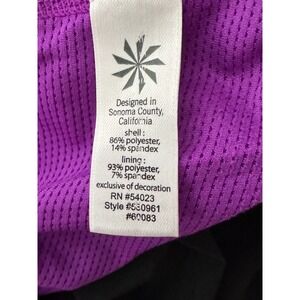 Designed in
Sonoma County,
California
shell:
86% polyester,
14% spandex
lining:
93% polyester,
7% spandex
exclusive of decoration
RN #54023
Style #530961
#60083